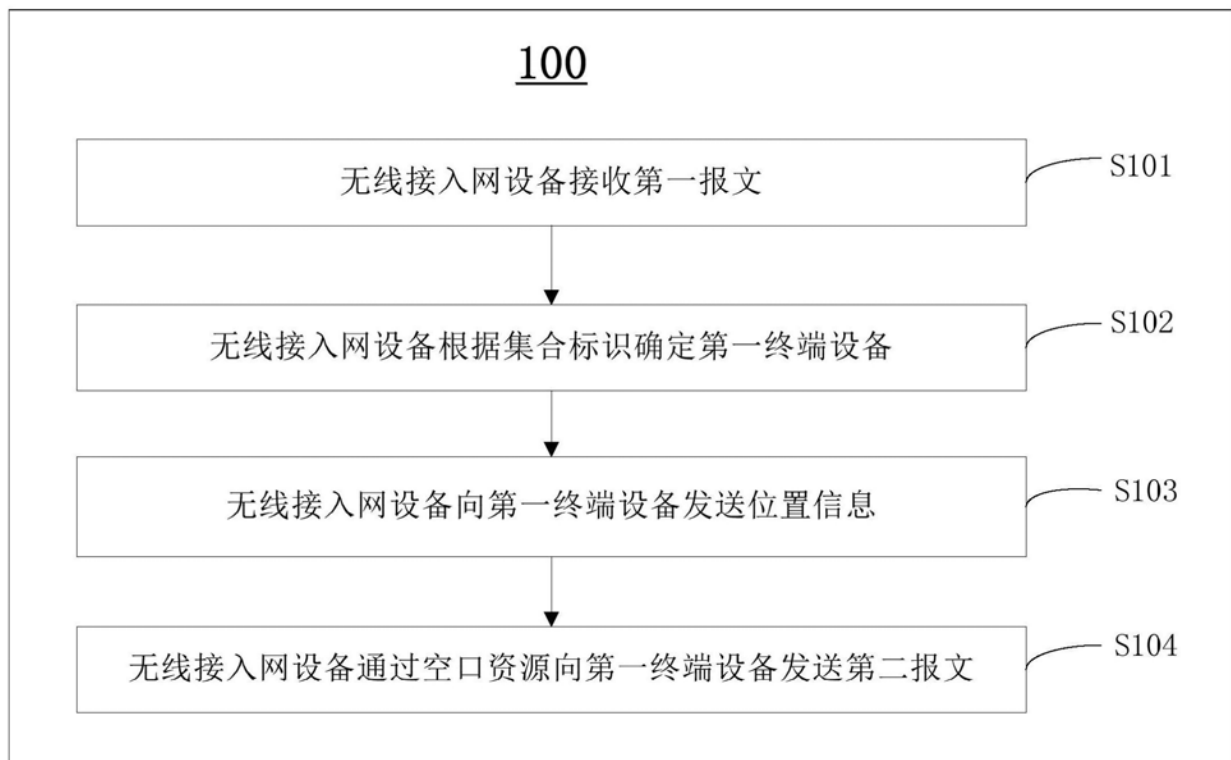 100
无线接入网设备接收第一报文
S101
无线接入网设备根据集合标识确定第一终端设备
S102
无线接入网设备向第一终端设备发送位置信息
S103
无线接入网设备通过空口资源向第一终端设备发送第二报文
S104